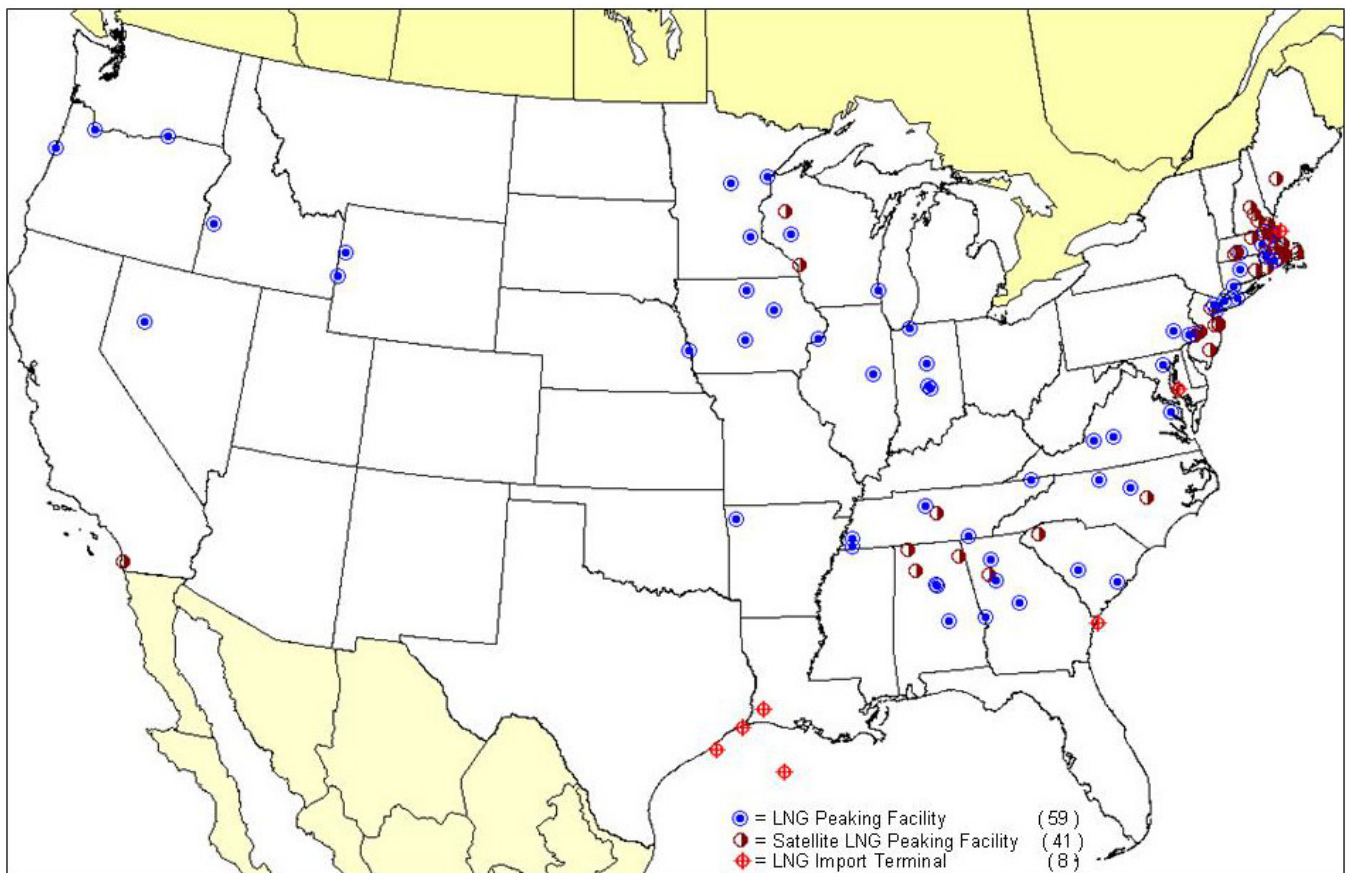 = LNG Peaking Facility (59)
= Satellite LNG Peaking Facility (41)
= LNG Import Terminal (8)